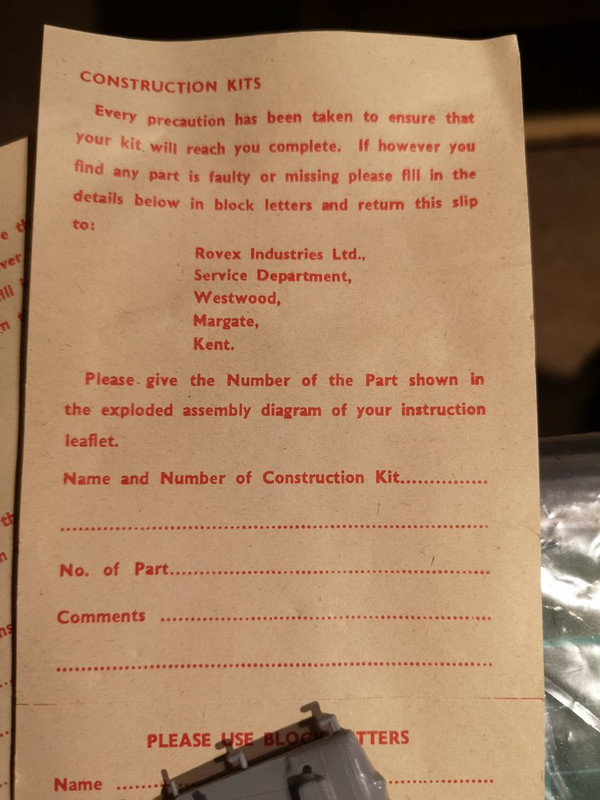 CONSTRUCTION KITS
Every precaution has been taken to ensure that
your kit will reach you complete. If however you
find any part is faulty or missing please fill in the
details below in block letters and return this slip
to:
Rovex Industries Ltd.,
Service Department,
Westwood,
Margate,
Kent.
Please give the Number of the Part shown in
the exploded assembly diagram of your instruction
leaflet.
Name and Number of Construction Kit...............
No. of Part
Comments
PLEASE USE
Name